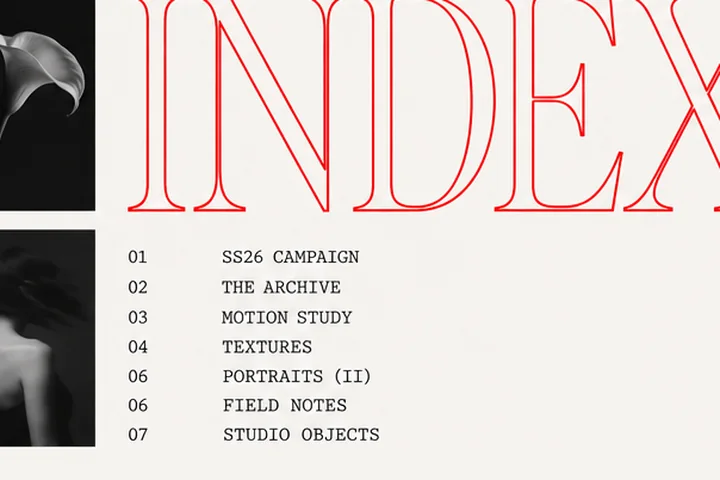 INDEX
01 SS26 CAMPAIGN
02 THE ARCHIVE
03 MOTION STUDY
04 TEXTURES
06 PORTRAITS (II)
06 FIELD NOTES
07 STUDIO OBJECTS